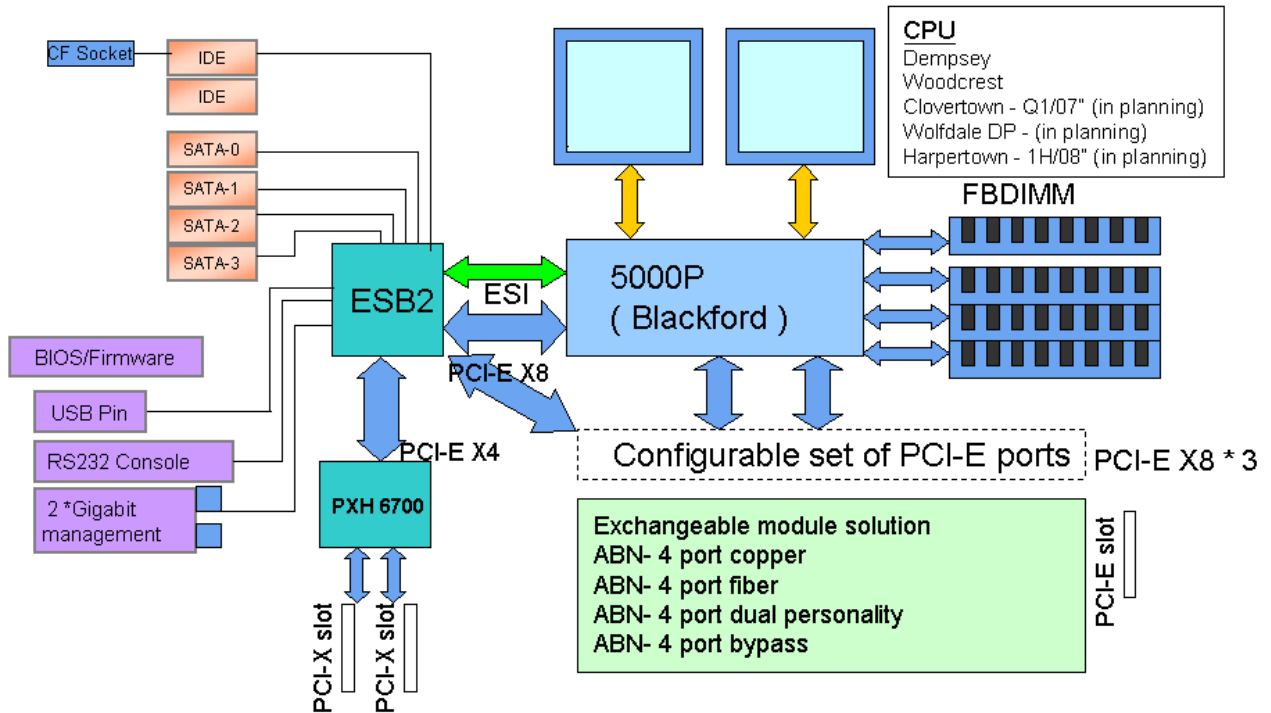 CF Socket
IDE
IDE
SATA-0
SATA-1
SATA-2
SATA-3
CPU
Dempsey
Woodcrest
Clovertown - Q1/07" (in planning)
Wolfdale DP - (in planning)
Harpertown - 1H/08" (in planning)
FBDIMM
ESB2
ESI
5000P
( Blackford )
PCI-E X8
BIOS/Firmware
USB Pin
RS232 Console
2 *Gigabit
management
PCI-E X4
PXH 6700
PCI-X slot
PCI-X slot
Configurable set of PCI-E ports
PCI-E X8 * 3
Exchangeable module solution
ABN- 4 port copper
ABN- 4 port fiber
ABN- 4 port dual personality
ABN- 4 port bypass
PCI-E slot